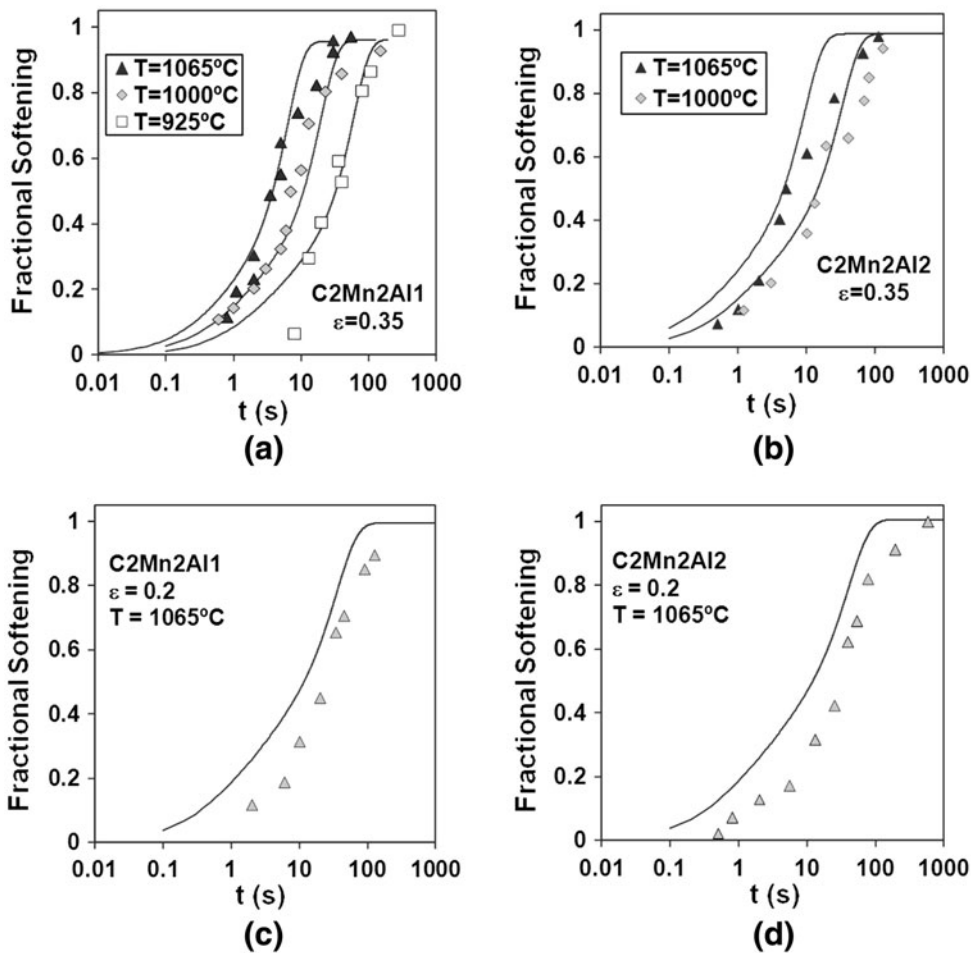 Fractional Softening
1
0.8
0.6
0.4
0.2
0
T=1065ºC
T=1000ºC
T=925ºC
C2Mn2Al1
ε=0.35
0.01 0.1 1 10 100 1000
t (s)
(a)
Fractional Softening
1
0.8
0.6
0.4
0.2
0
T=1065ºC
T=1000ºC
C2Mn2Al2
ε=0.35
0.01 0.1 1 10 100 1000
t (s)
(b)
Fractional Softening
1
0.8
0.6
0.4
0.2
0
C2Mn2Al1
ε = 0.2
T = 1065ºC
0.01 0.1 1 10 100 1000
t (s)
(c)
Fractional Softening
1
0.8
0.6
0.4
0.2
0
C2Mn2Al2
ε = 0.2
T = 1065ºC
0.01 0.1 1 10 100 1000
t (s)
(d)